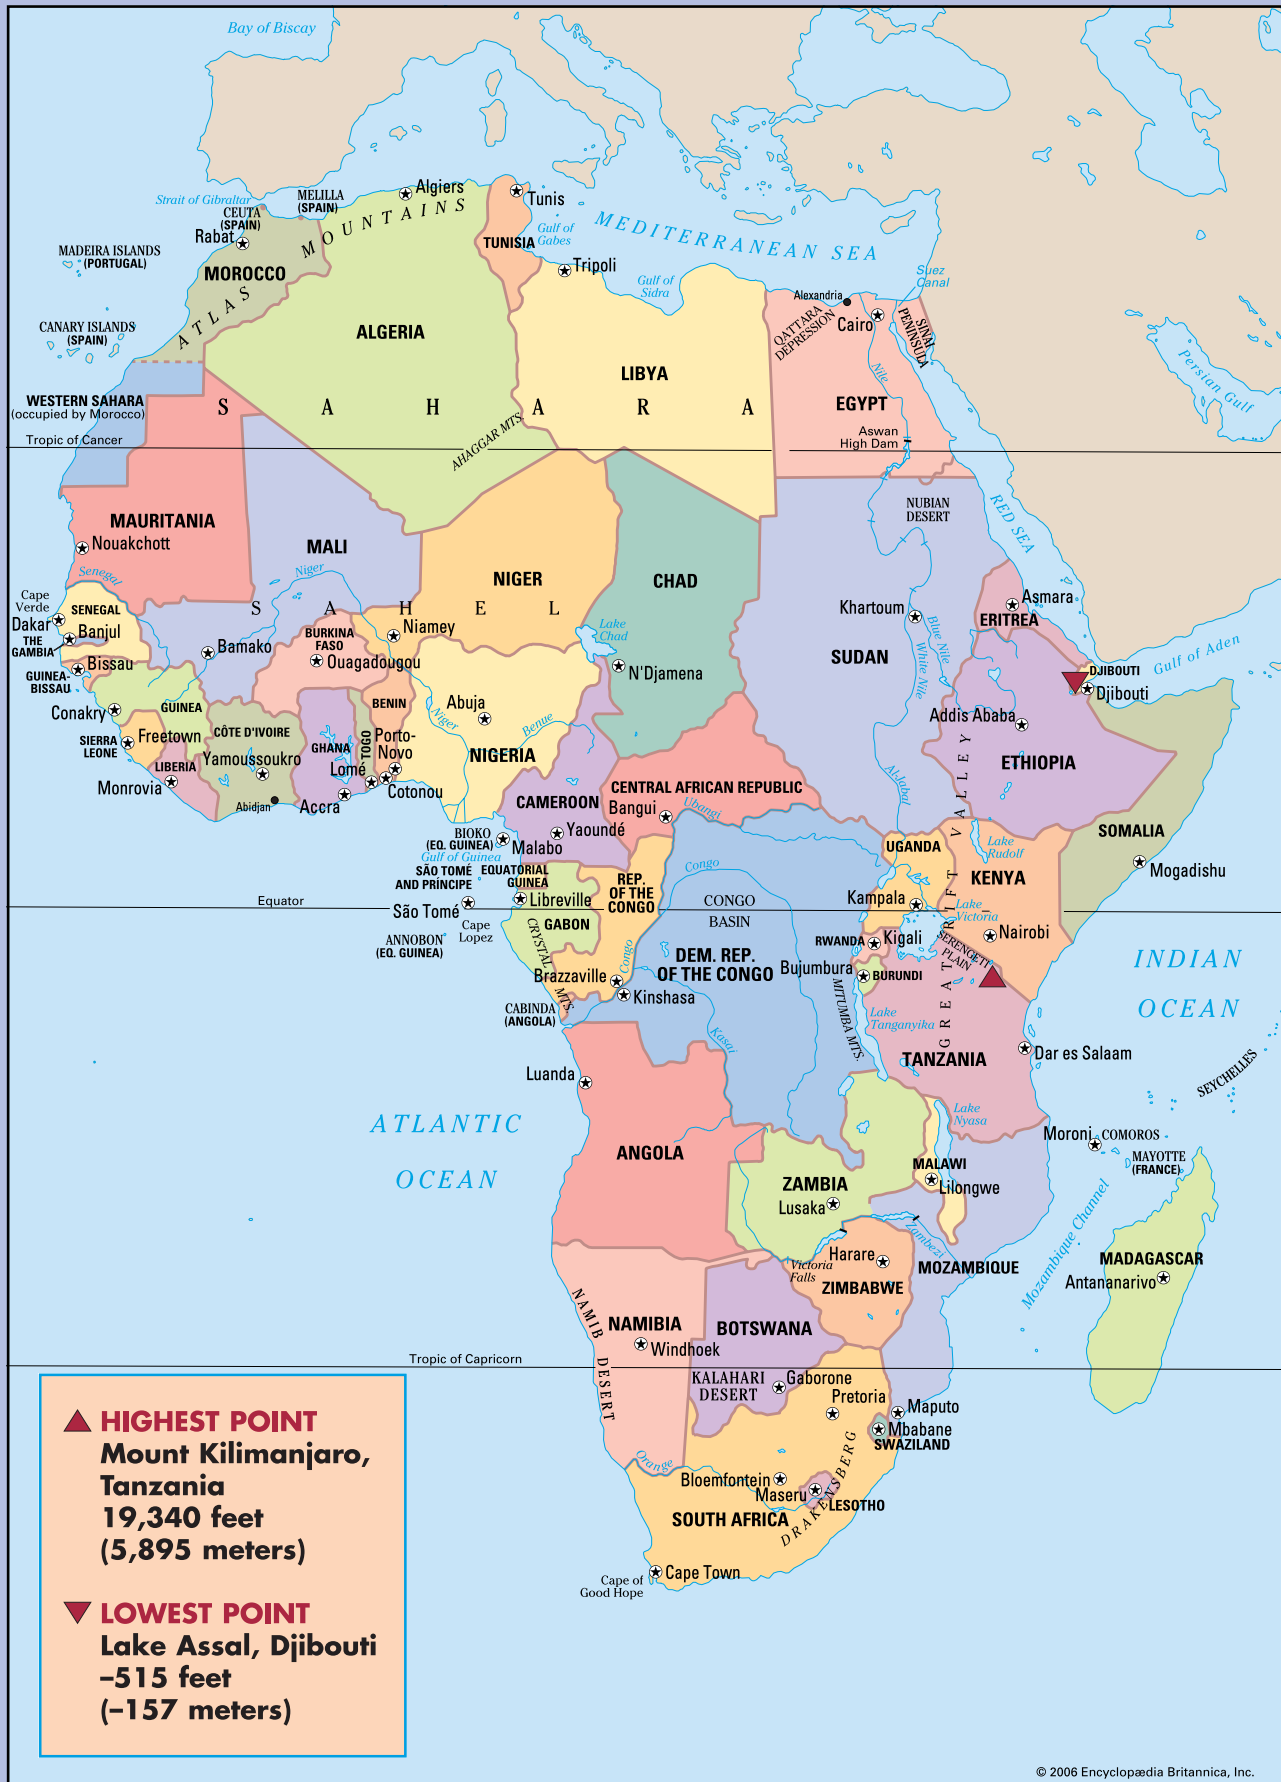 Bay of Biscay
Strait of Gibraltar
CEUTA
(SPAIN)
MELILLA
(SPAIN)
Algiers
Tunis
Rabat
MADEIRA ISLANDS
(PORTUGAL)
MOROCCO
ATLAS
MOUNTAINS
TUNISIA
Gulf of
Gabes
MEDITERRANEAN SEA
Tripoli
Gulf of
Sidra
Suez
Canal
Alexandria
Cairo
QATTARA
DEPRESSION
SINAI
PENINSULA
CANARY ISLANDS
(SPAIN)
ALGERIA
LIBYA
EGYPT
Nile
Persian Gulf
WESTERN SAHARA
(occupied by Morocco)
SAHARA
Tropic of Cancer
AHAGGAR MTS.
Aswan
High Dam
MAURITANIA
Nouakchott
MALI
NIGER
CHAD
NUBIAN
DESERT
RED SEA
Senegal
Niger
Cape
Verde
Dakar
SENEGAL
Banjul
THE
GAMBIA
SAHEL
Niamey
BURKINA
FASO
Ouagadougou
Bamako
Lake
Chad
N'Djamena
Khartoum
SUDAN
Blue Nile
White Nile
Asmara
ERITREA
DJIBOUTI
Djibouti
Gulf of Aden
Bissau
GUINEA-
BISSAU
GUINEA
Conakry
SIERRA
LEONE
Freetown
LIBERIA
Monrovia
CÔTE D'IVOIRE
Yamoussoukro
Abidjan
GHANA
Accra
TOGO
Lomé
BENIN
Porto-
Novo
Cotonou
Abuja
Niger
Benue
NIGERIA
Addis Ababa
ETHIOPIA
CAMEROON
Yaoundé
CENTRAL AFRICAN REPUBLIC
Bangui
Ubangi
Al-Jabal
SOMALIA
Mogadishu
BIOKO
(EQ. GUINEA)
Malabo
Gulf of Guinea
SÃO TOMÉ
AND PRÍNCIPE
EQUATORIAL
GUINEA
Libreville
REP.
OF THE
CONGO
Congo
CONGO
BASIN
UGANDA
Kampala
Lake
Rudolf
KENYA
Lake
Victoria
Nairobi
Equator
São Tomé
Cape
Lopez
GABON
CRYSTAL MTS.
ANNOBON
(EQ. GUINEA)
Brazzaville
Congo
Kinshasa
DEM. REP.
OF THE CONGO
RWANDA
Kigali
Bujumbura
BURUNDI
SERENGETI
PLAIN
GREAT RIFT VALLEY
MITUMBA MTS.
Lake
Tanganyika
TANZANIA
Dar es Salaam
INDIAN
OCEAN
SEYCHELLES
CABINDA
(ANGOLA)
Kasai
Luanda
ATLANTIC
OCEAN
ANGOLA
Lake
Nyasa
Moroni
COMOROS
MAYOTTE
(FRANCE)
ZAMBIA
Lusaka
MALAWI
Lilongwe
Zambezi
Mozambique Channel
Victoria
Falls
Harare
ZIMBABWE
MOZAMBIQUE
MADAGASCAR
Antananarivo
NAMIB DESERT
NAMIBIA
Windhoek
BOTSWANA
Tropic of Capricorn
KALAHARI
DESERT
Gaborone
Pretoria
Maputo
Mbabane
SWAZILAND
Orange
Bloemfontein
Maseru
LESOTHO
DRAKENSBERG
SOUTH AFRICA
Cape Town
Cape of
Good Hope
HIGHEST POINT
Mount Kilimanjaro,
Tanzania
19,340 feet
(5,895 meters)
LOWEST POINT
Lake Assal, Djibouti
–515 feet
(–157 meters)
© 2006 Encyclopædia Britannica, Inc.